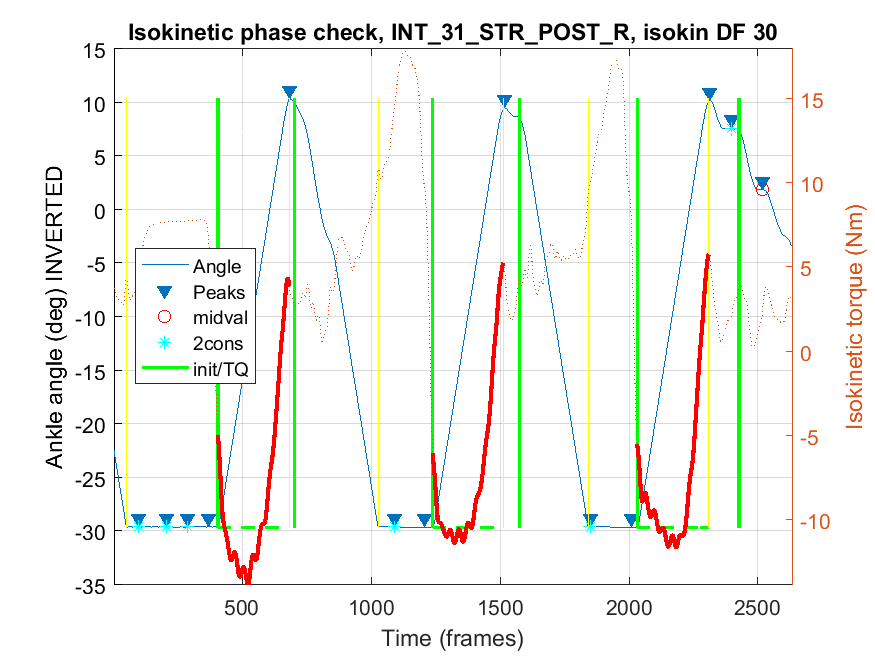 Isokinetic phase check, INT_31_STR_POST_R, isokin DF 30
15
10
5
0
-5
-10
-15
-20
-25
-30
-35
Ankle angle (deg) INVERTED
Angle
Peaks
midval
2cons
init/TQ
15
10
5
0
-5
-10
Isokinetic torque (Nm)
500
1000
1500
2000
2500
Time (frames)